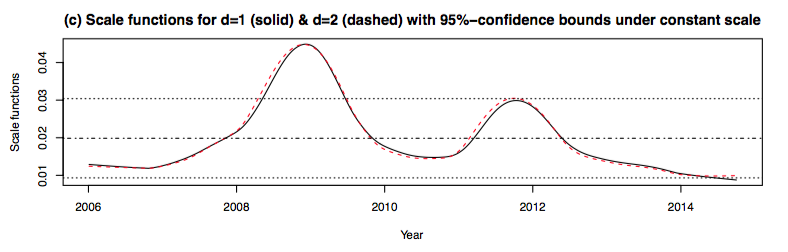 (c) Scale functions for d=1 (solid) & d=2 (dashed) with 95%−confidence bounds under constant scale
Scale functions
0.04
0.03
0.02
0.01
2006 2008 2010 2012 2014
Year